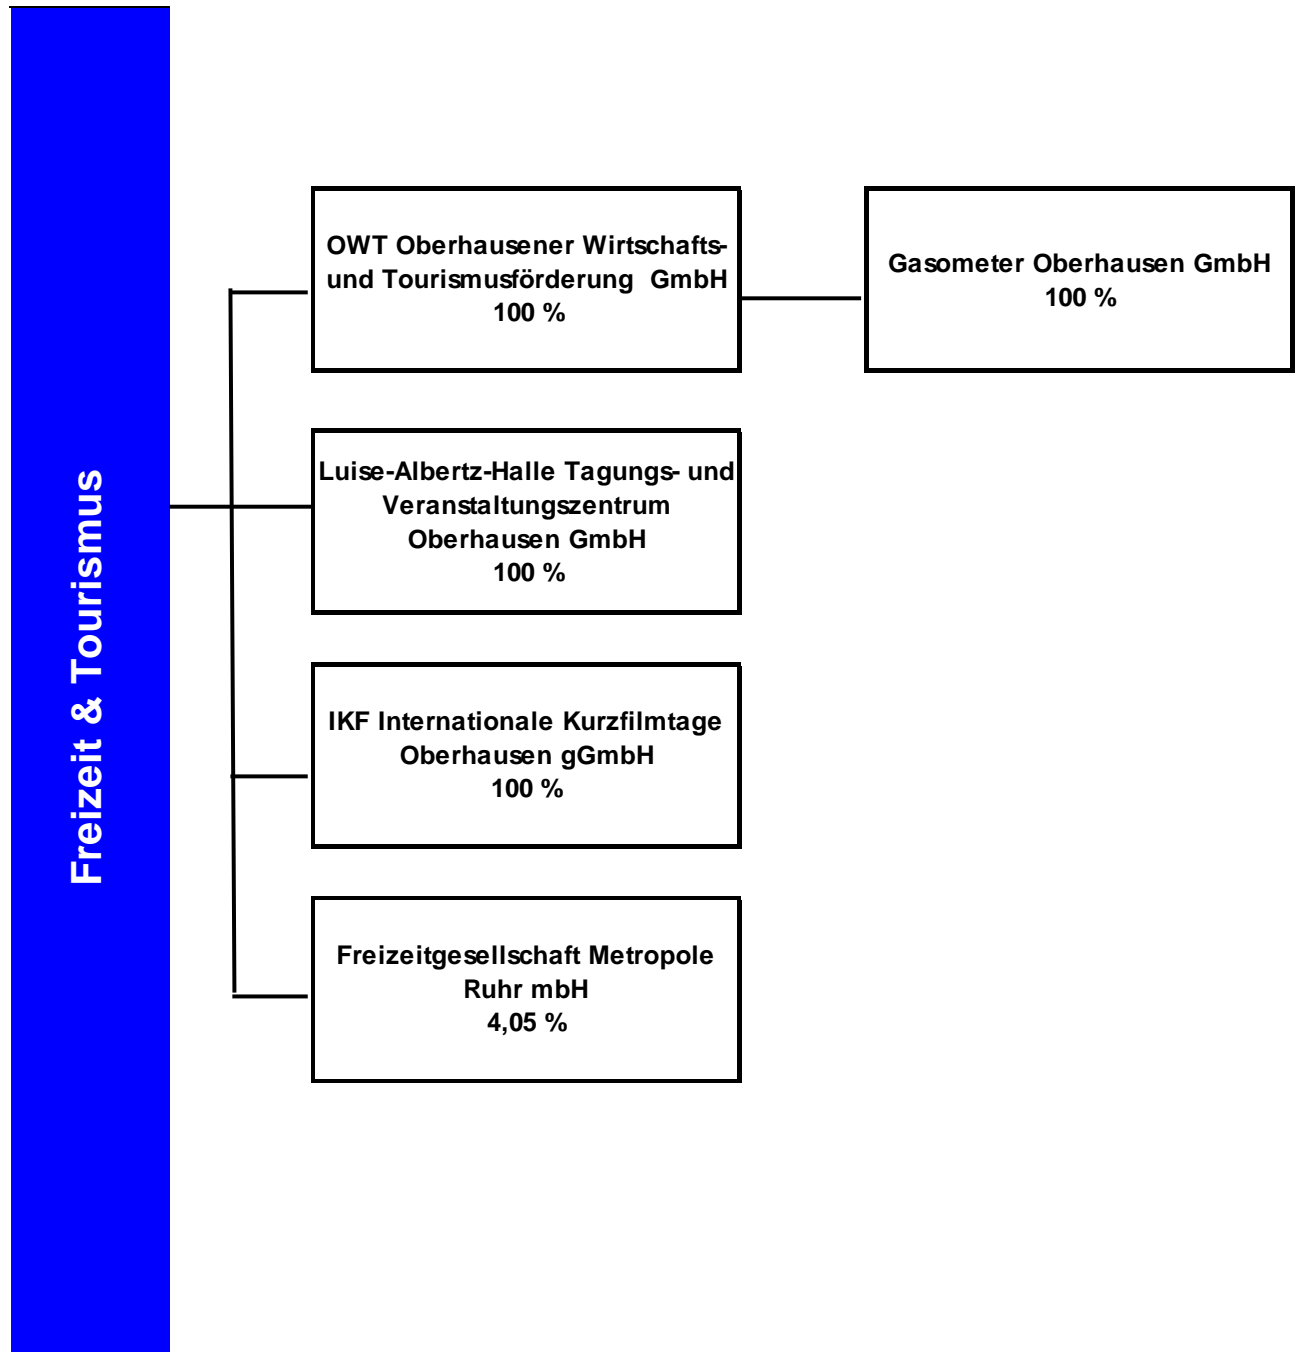 Freizeit & Tourismus
OWT Oberhausener Wirtschafts-
und Tourismusförderung GmbH
100 %
Gasometer Oberhausen GmbH
100 %
Luise-Albertz-Halle Tagungs- und
Veranstaltungszentrum
Oberhausen GmbH
100 %
IKF Internationale Kurzfilmtage
Oberhausen gGmbH
100 %
Freizeitgesellschaft Metropole
Ruhr mbH
4,05 %